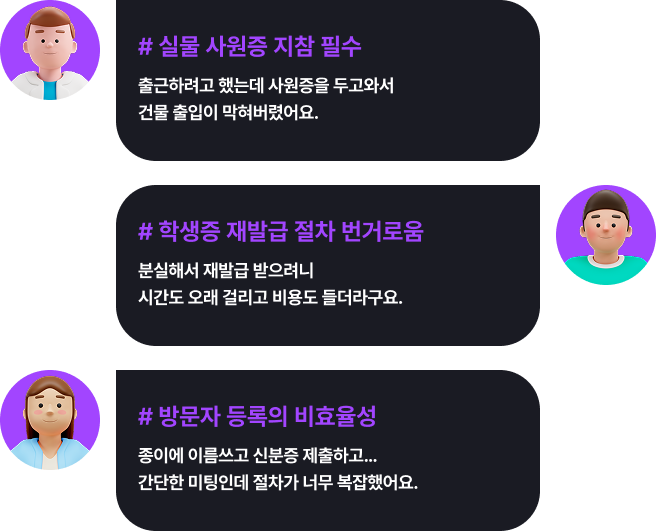 # 실물 사원증 지참 필수
출근하려고 했는데 사원증을 두고와서
건물 출입이 막혀버렸어요.
# 학생증 재발급 절차 번거로움
분실해서 재발급 받으려니
시간도 오래 걸리고 비용도 들더라구요.
# 방문자 등록의 비효율성
종이에 이름쓰고 신분증 제출하고...
간단한 미팅인데 절차가 너무 복잡했어요.